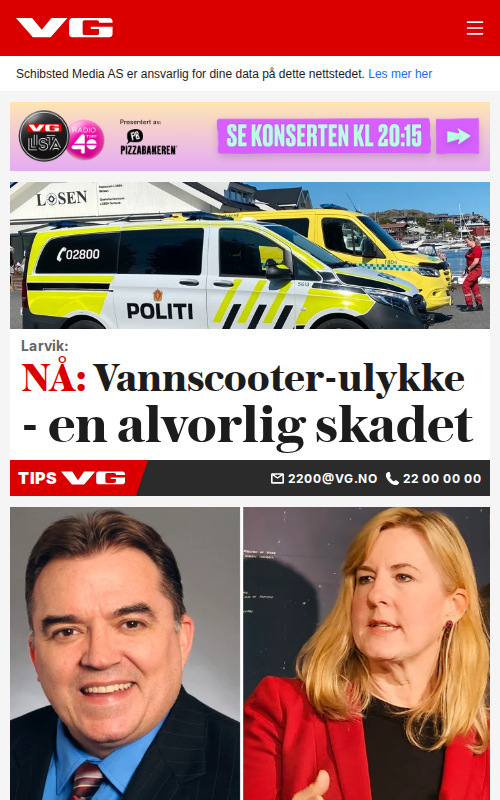 VG
Schibsted Media AS er ansvarlig for dine data på dette nettstedet. Les mer her
VG
LISTA
RADIO
TOPP
40
Presentert av:
PB
PIZZABAKEREN
SE KONSERTEN KL 20:15
LOSEN
02800
POLITI
Larvik:
NÅ: Vannscooter-ulykke
- en alvorlig skadet
TIPS VG
2200@VG.NO
22 00 00 00